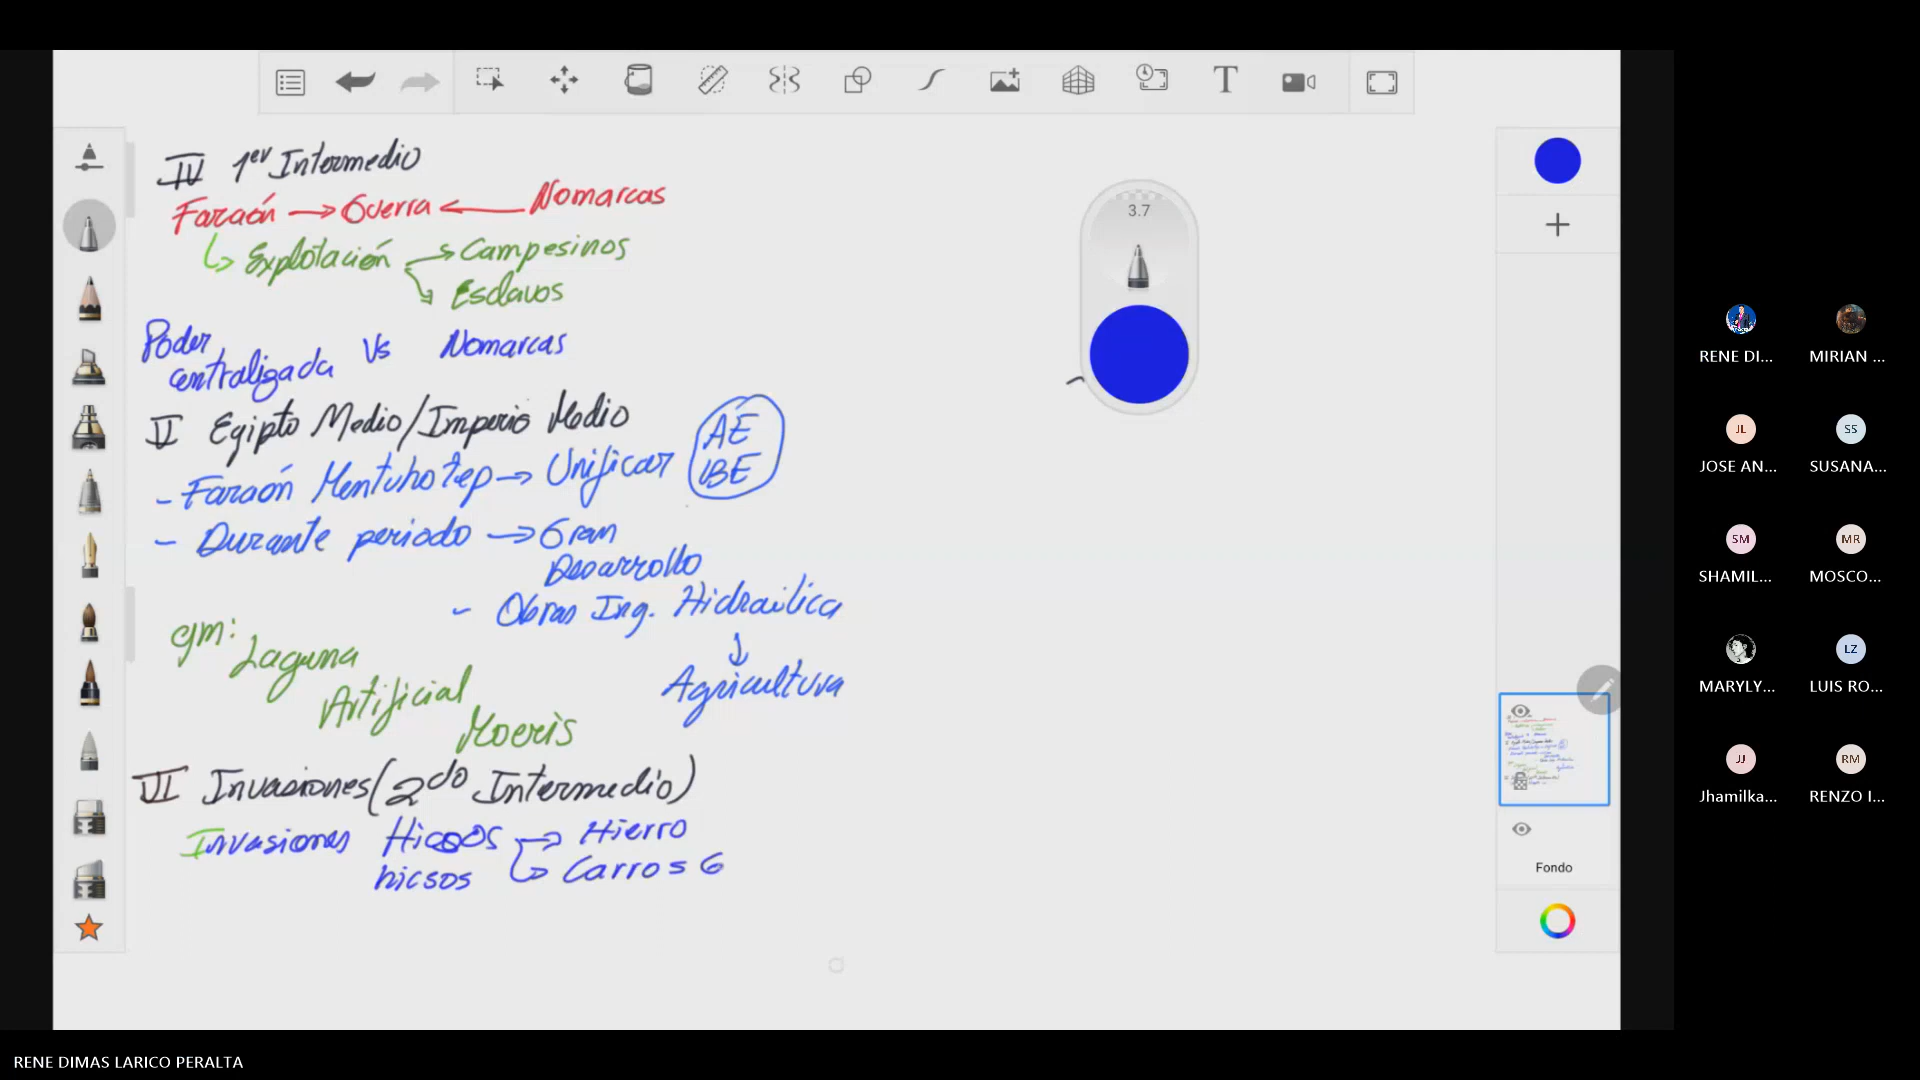 3.7
IV 1er Intermedio
Faraón → Guerra ← Nomarcas
↳ Explotación → Campesinos
→ Esclavos
Poder centralizada Vs Nomarcas
V Egipto Medio/Imperio Medio
- Faraón Mentuhotep → Unificar AE
BE
- Durante periodo → Gran
Desarrollo
- Obras Ing. Hidraúlica
↓
Agricultura
gm: Laguna
Artificial
Moeris
VI Invasiones (2do Intermedio)
Invasiones Hicsos → Hierro
hicsos ↳ Carros G
Fondo
RENE DI...
MIRIAN ...
JL
SS
JOSE AN...
SUSANA...
SM
MR
SHAMIL...
MOSCO...
LZ
MARYLY...
LUIS RO...
JJ
RM
Jhamilka...
RENZO I...
RENE DIMAS LARICO PERALTA